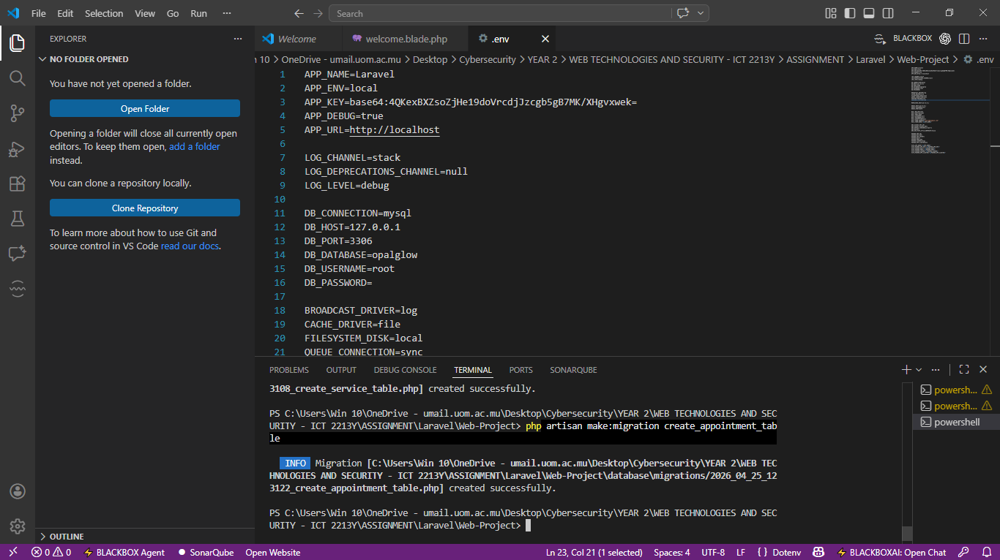 File Edit Selection View Go Run ··· Search
EXPLORER ···
NO FOLDER OPENED
You have not yet opened a folder.
Open Folder
Opening a folder will close all currently open
editors. To keep them open, add a folder
instead.
You can clone a repository locally.
Clone Repository
To learn more about how to use Git and
source control in VS Code read our docs.
OUTLINE
Welcome welcome.blade.php .env BLACKBOX ···
n 10 > OneDrive - umail.uom.ac.mu > Desktop > Cybersecurity > YEAR 2 > WEB TECHNOLOGIES AND SECURITY - ICT 2213Y > ASSIGNMENT > Laravel > Web-Project > .env
1 APP_NAME=Laravel
2 APP_ENV=local
3 APP_KEY=base64:4QKexBXZsoZjHe19doVrcdjJzcgb5gB7MK/XHgvxwek=
4 APP_DEBUG=true
5 APP_URL=http://localhost
6
7 LOG_CHANNEL=stack
8 LOG_DEPRECATIONS_CHANNEL=null
9 LOG_LEVEL=debug
10
11 DB_CONNECTION=mysql
12 DB_HOST=127.0.0.1
13 DB_PORT=3306
14 DB_DATABASE=opalglow
15 DB_USERNAME=root
16 DB_PASSWORD=
17
18 BROADCAST_DRIVER=log
19 CACHE_DRIVER=file
20 FILESYSTEM_DISK=local
21 QUEUE_CONNECTION=sync
PROBLEMS OUTPUT DEBUG CONSOLE TERMINAL PORTS SONARQUBE ···
3108_create_service_table.php] created successfully.
PS C:\Users\Win 10\OneDrive - umail.uom.ac.mu\Desktop\Cybersecurity\YEAR 2\WEB TECHNOLOGIES AND SEC
URITY - ICT 2213Y\ASSIGNMENT\Laravel\Web-Project> php artisan make:migration create_appointment_tab
le
INFO Migration [C:\Users\Win 10\OneDrive - umail.uom.ac.mu\Desktop\Cybersecurity\YEAR 2\WEB TEC
HNOLOGIES AND SECURITY - ICT 2213Y\ASSIGNMENT\Laravel\Web-Project\database\migrations/2026_04_25_12
3122_create_appointment_table.php] created successfully.
PS C:\Users\Win 10\OneDrive - umail.uom.ac.mu\Desktop\Cybersecurity\YEAR 2\WEB TECHNOLOGIES AND SEC
URITY - ICT 2213Y\ASSIGNMENT\Laravel\Web-Project>
powersh...
powersh...
powershell
0 0 BLACKBOX Agent SonarQube Open Website Ln 23, Col 21 (1 selected) Spaces: 4 UTF-8 LF { } Dotenv BLACKBOXAI: Open Chat